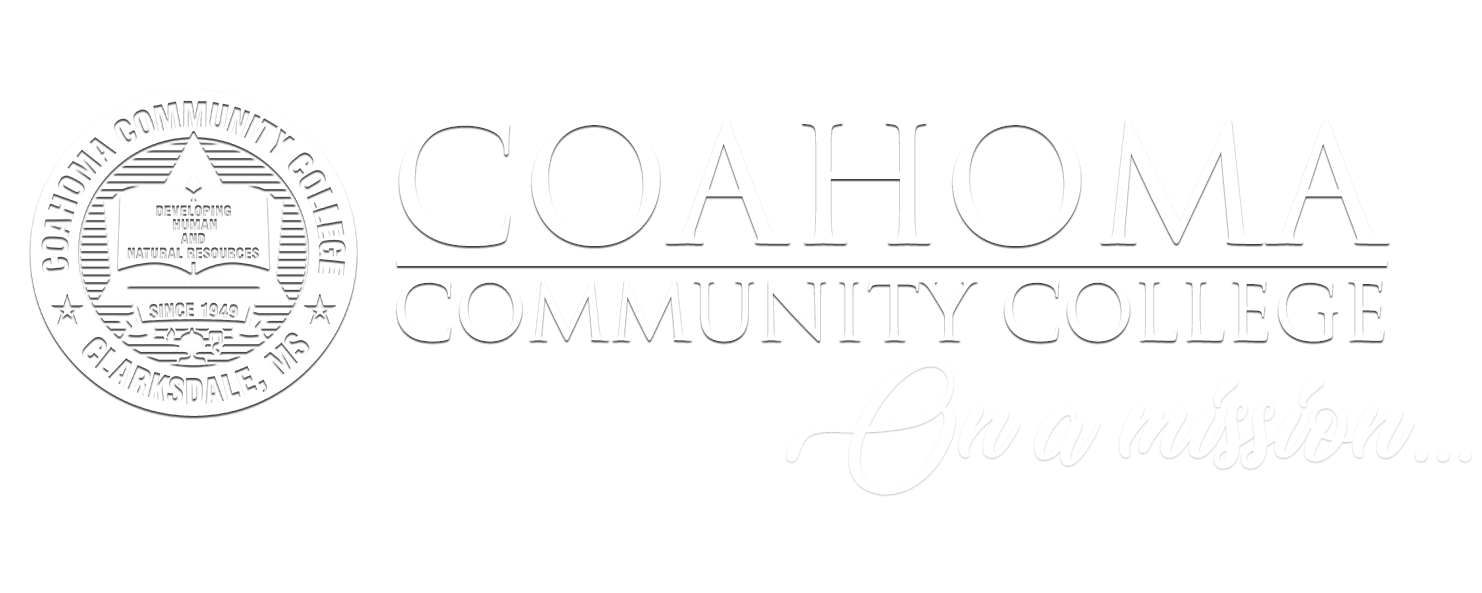 COAHOMA COMMUNITY COLLEGE
DEVELOPING
HUMAN
AND
NATURAL RESOURCES
SINCE 1949
CLARKSDALE, MS
COAHOMA
COMMUNITY COLLEGE
On a mission...